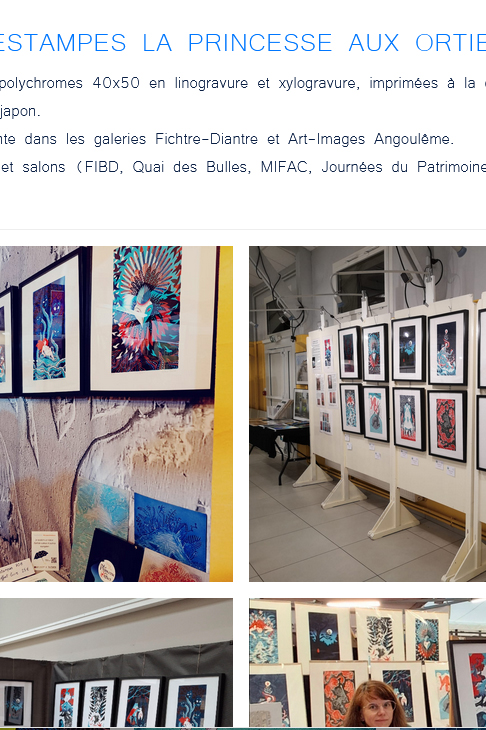 ESTAMPES LA PRINCESSE AUX ORTIE
polychromes 40x50 en linogravure et xylogravure, imprimées à la
japon.
nte dans les galeries Fichtre-Diantre et Art-Images Angoulême.
et salons (FIBD, Quai des Bulles, MIFAC, Journées du Patrimoine